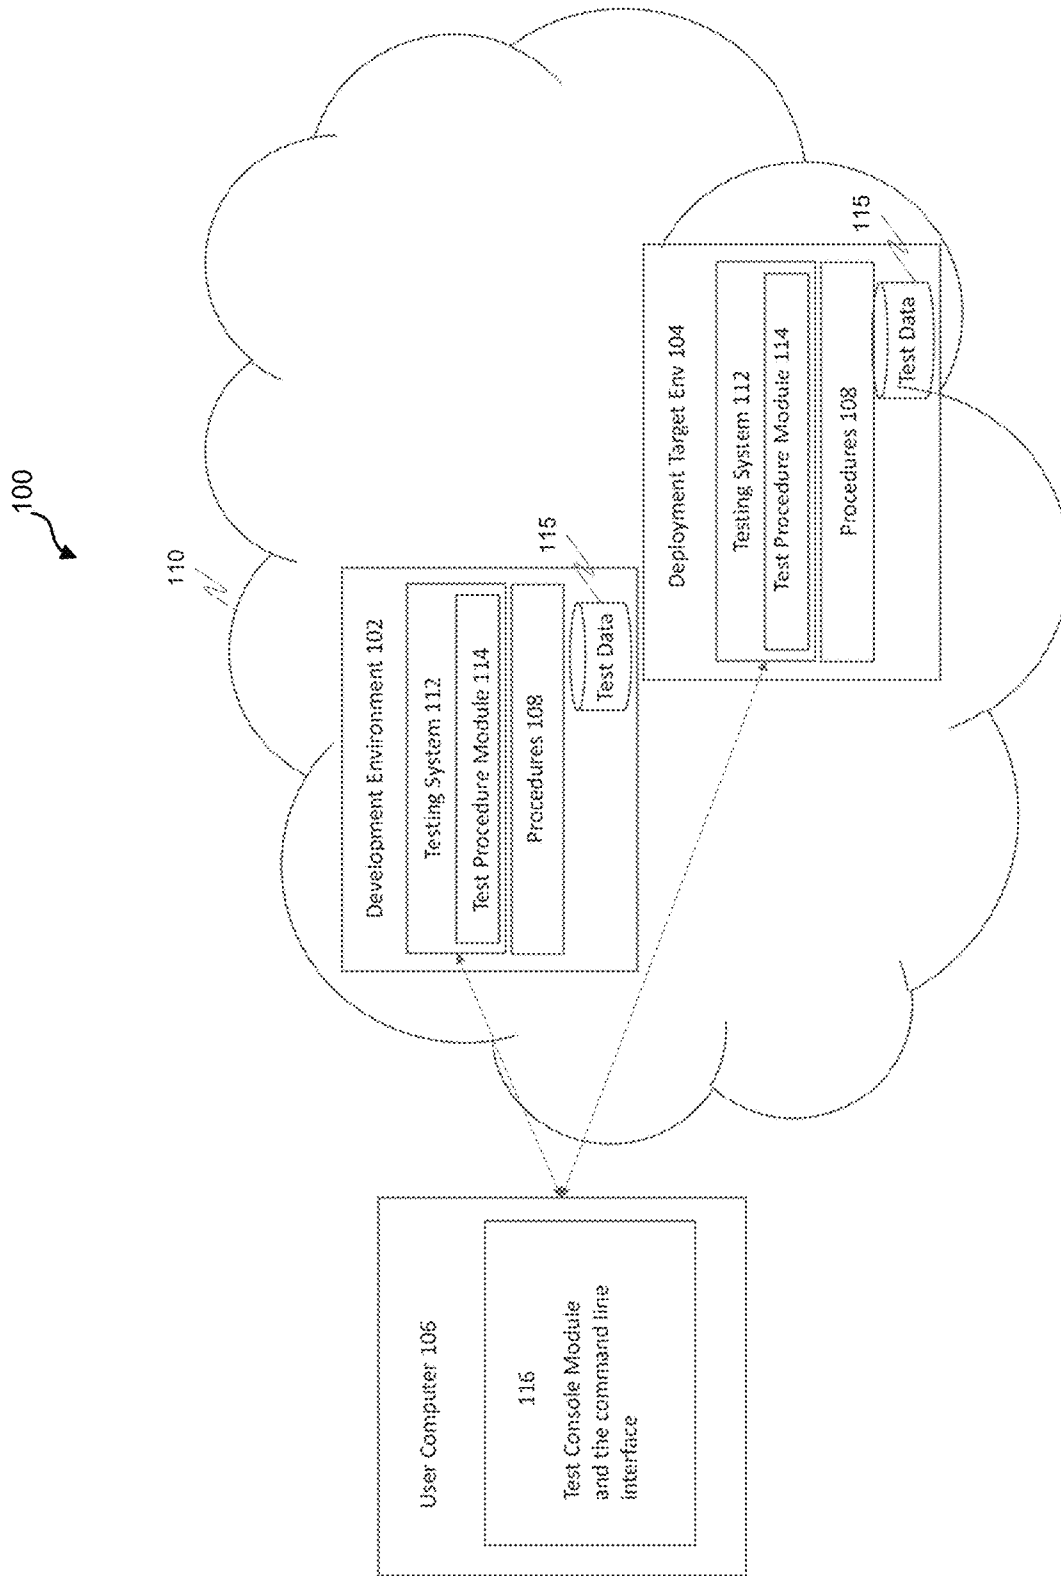 100
110
User Computer 106
116
Test Console Module
and the command line
interface
Development Environment 102
Testing System 112
Test Procedure Module 114
Procedures 108
Test Data
115
Deployment Target Env 104
Testing System 112
Test Procedure Module 114
Procedures 108
Test Data
115